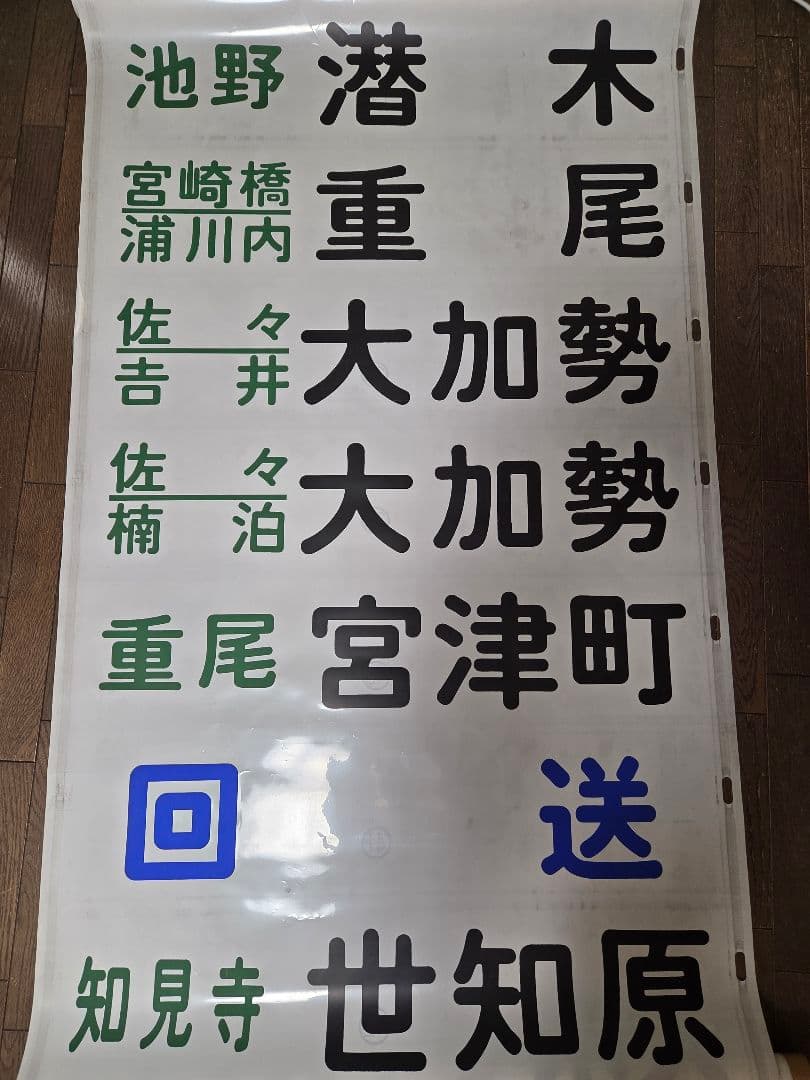 池野 潜木
宮崎橋
浦川内 重尾
佐々
𠮷井 大加勢
佐々
楠泊 大加勢
重尾 宮津町
回送
知見寺 世知原